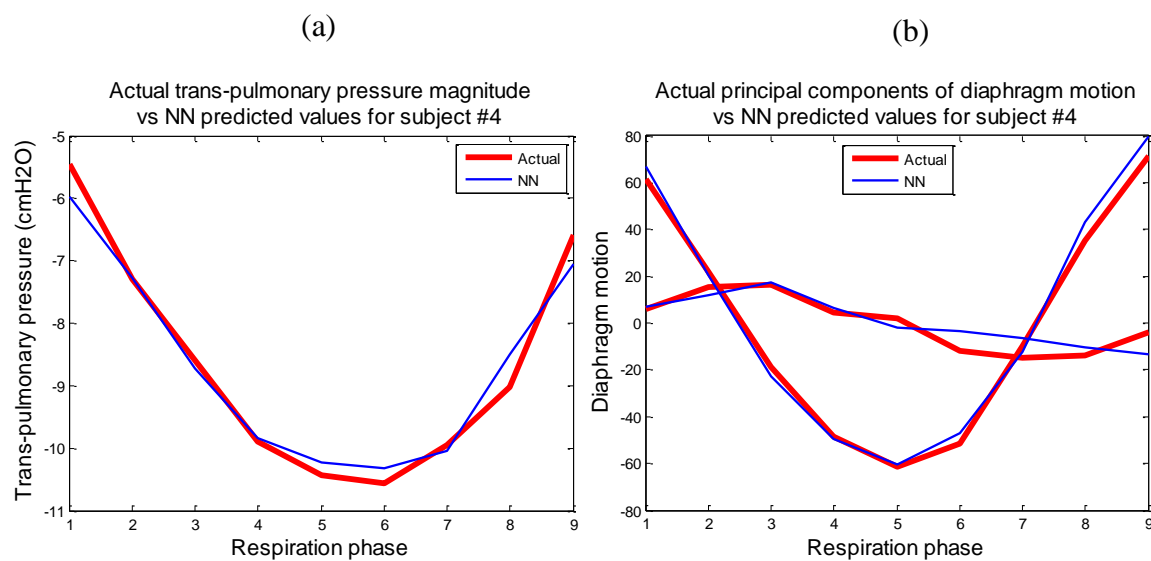 (a)
Actual trans-pulmonary pressure magnitude
vs NN predicted values for subject #4
Trans-pulmonary pressure (cmH2O)
-5
-6
-7
-8
-9
-10
-11
Actual
NN
1 2 3 4 5 6 7 8 9
Respiration phase
(b)
Actual principal components of diaphragm motion
vs NN predicted values for subject #4
Diaphragm motion
80
60
40
20
0
-20
-40
-60
-80
Actual
NN
1 2 3 4 5 6 7 8 9
Respiration phase